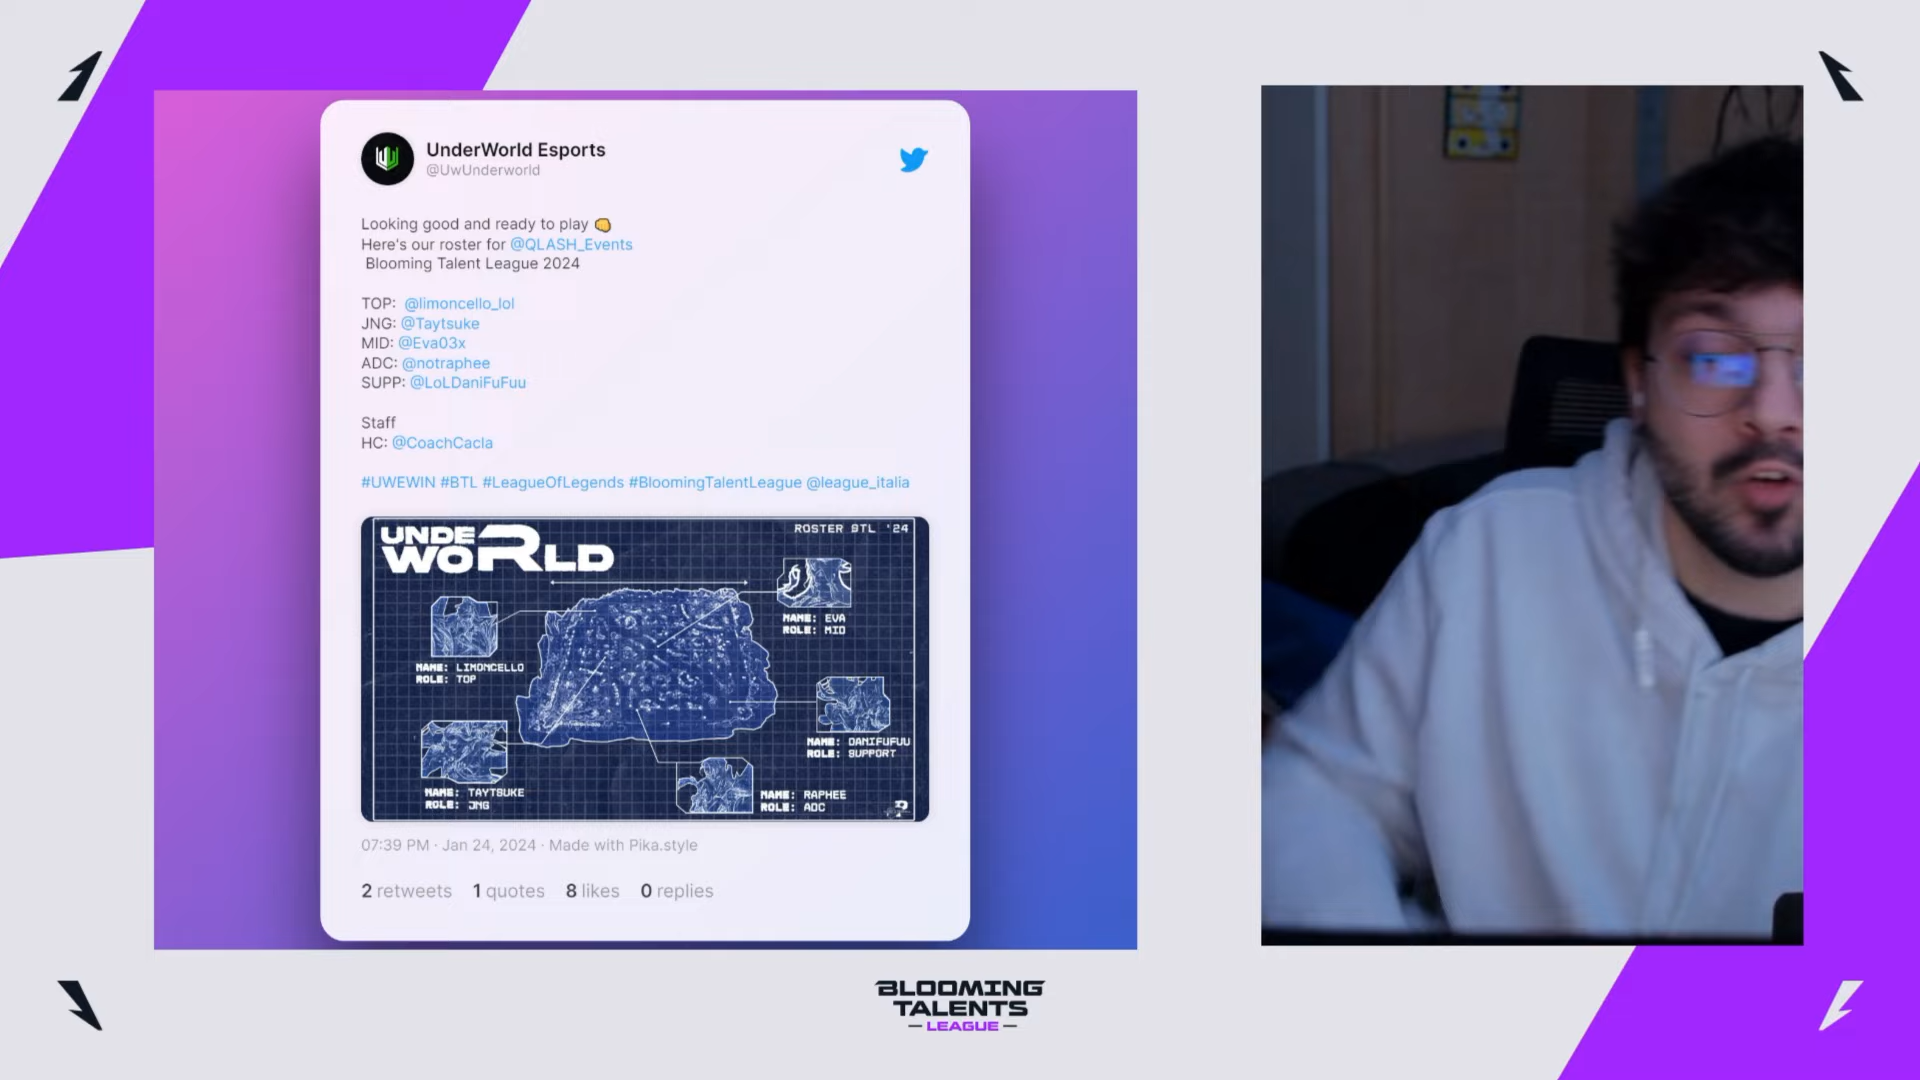 UnderWorld Esports
@UwUnderworld
Looking good and ready to play
Here's our roster for @QLASH_Events
Blooming Talent League 2024
TOP: @limoncello_lol
JNG: @Taytsuke
MID: @Eva03x
ADC: @notraphee
SUPP: @LoLDaniFuFuu
Staff
HC: @CoachCacla
#UWEWIN #BTL #LeagueOfLegends #BloomingTalentLeague @league_italia
UNDE
WORLD
ROSTER BTL '24
NAME: EVA
ROLE: MID
NAME: LIMONCELLO
ROLE: TOP
NAME: DANIFUFUU
ROLE: SUPPORT
NAME: TAYTSUKE
ROLE: JNG
NAME: RAPHEE
ROLE: ADC
07:39 PM · Jan 24, 2024 · Made with Pika.style
2 retweets 1 quotes 8 likes 0 replies
BLOOMING
TALENTS
LEAGUE